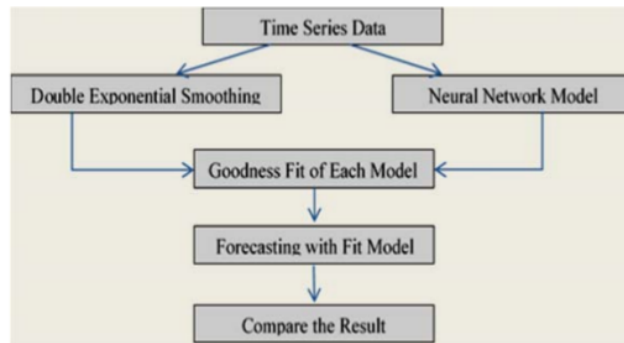 Time Series Data
Double Exponential Smoothing
Neural Network Model
Goodness Fit of Each Model
Forecasting with Fit Model
Compare the Result